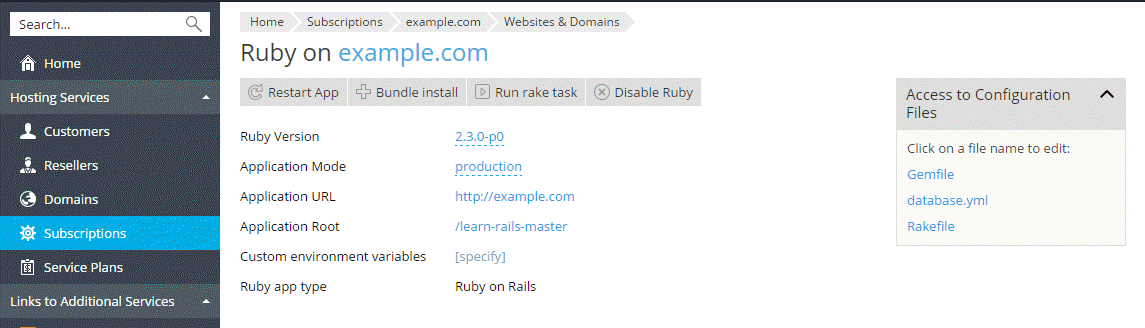 Search...
Home
Hosting Services
Customers
Resellers
Domains
Subscriptions
Service Plans
Links to Additional Services
Home Subscriptions example.com Websites & Domains
Ruby on example.com
Restart App Bundle install Run rake task Disable Ruby
Ruby Version 2.3.0-p0
Application Mode production
Application URL http://example.com
Application Root /learn-rails-master
Custom environment variables [specify]
Ruby app type Ruby on Rails
Access to Configuration
Files
Click on a file name to edit:
Gemfile
database.yml
Rakefile